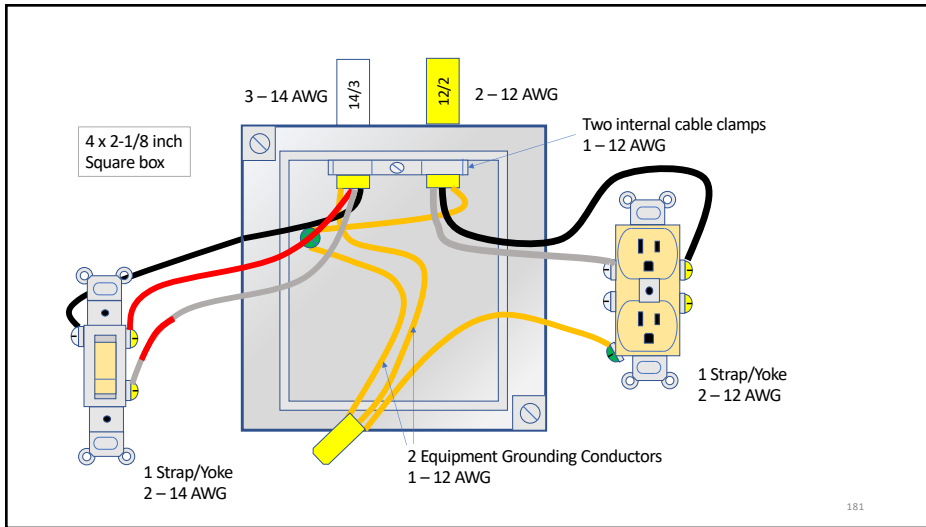 3 – 14 AWG
14/3
12/2
2 – 12 AWG
4 x 2-1/8 inch
Square box
Two internal cable clamps
1 – 12 AWG
1 Strap/Yoke
2 – 12 AWG
2 Equipment Grounding Conductors
1 – 12 AWG
1 Strap/Yoke
2 – 14 AWG
181